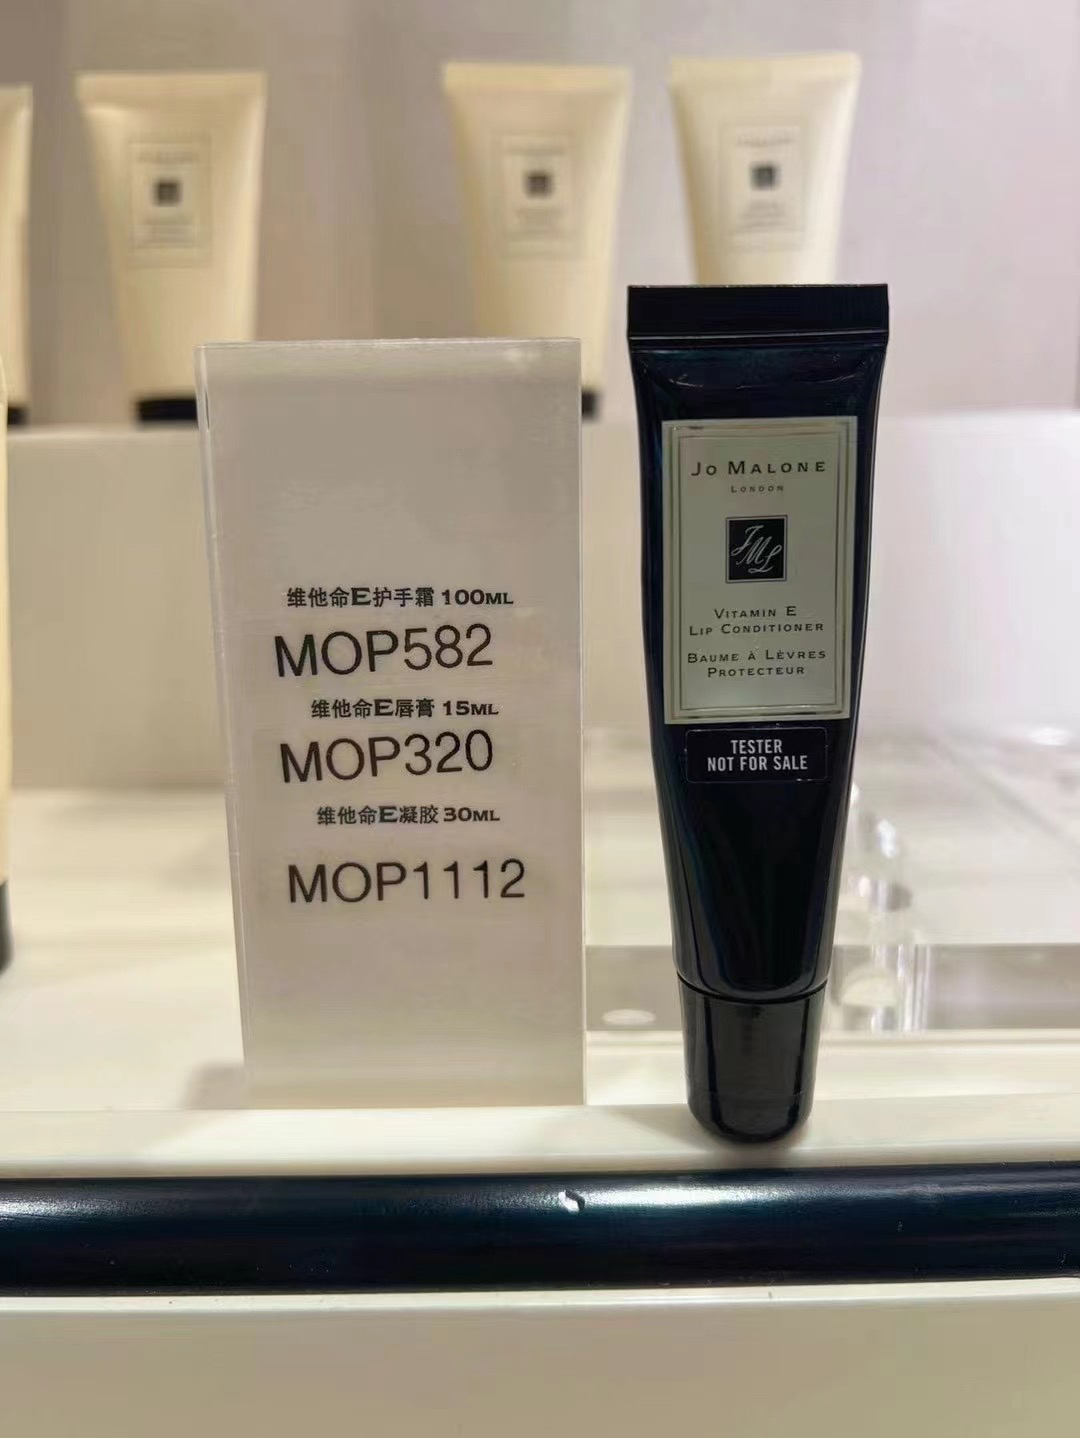 维他命E护手霜 100ML
MOP582
维他命E唇膏 15ML
MOP320
维他命E凝胶 30ML
MOP1112
JO MALONE
LONDON
JML
VITAMIN E
LIP CONDITIONER
BAUME À LÈVRES
PROTECTEUR
TESTER
NOT FOR SALE